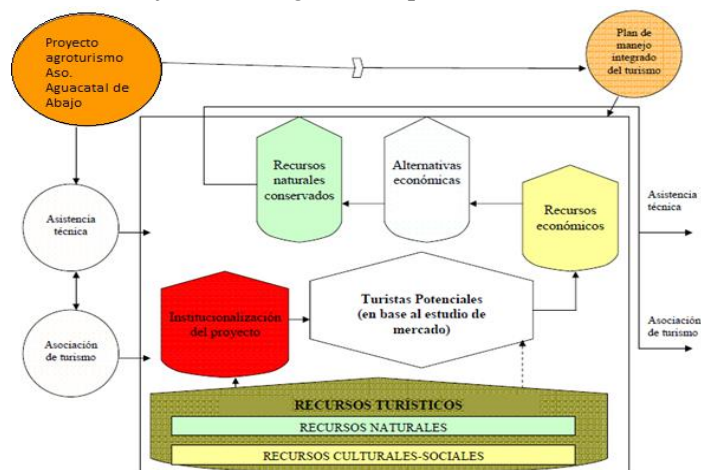 Proyecto
agroturismo
Aso.
Aguacatal de
Abajo
Plan de
manejo
integrado
del turismo
Recursos
naturales
conservados
Alternativas
económicas
Recursos
económicos
Asistencia
técnica
Asistencia
técnica
Institucionalización
del proyecto
Turistas Potenciales
(en base al estudio de
mercado)
Asociación
de turismo
Asociación
de turismo
RECURSOS TURÍSTICOS
RECURSOS NATURALES
RECURSOS CULTURALES-SOCIALES